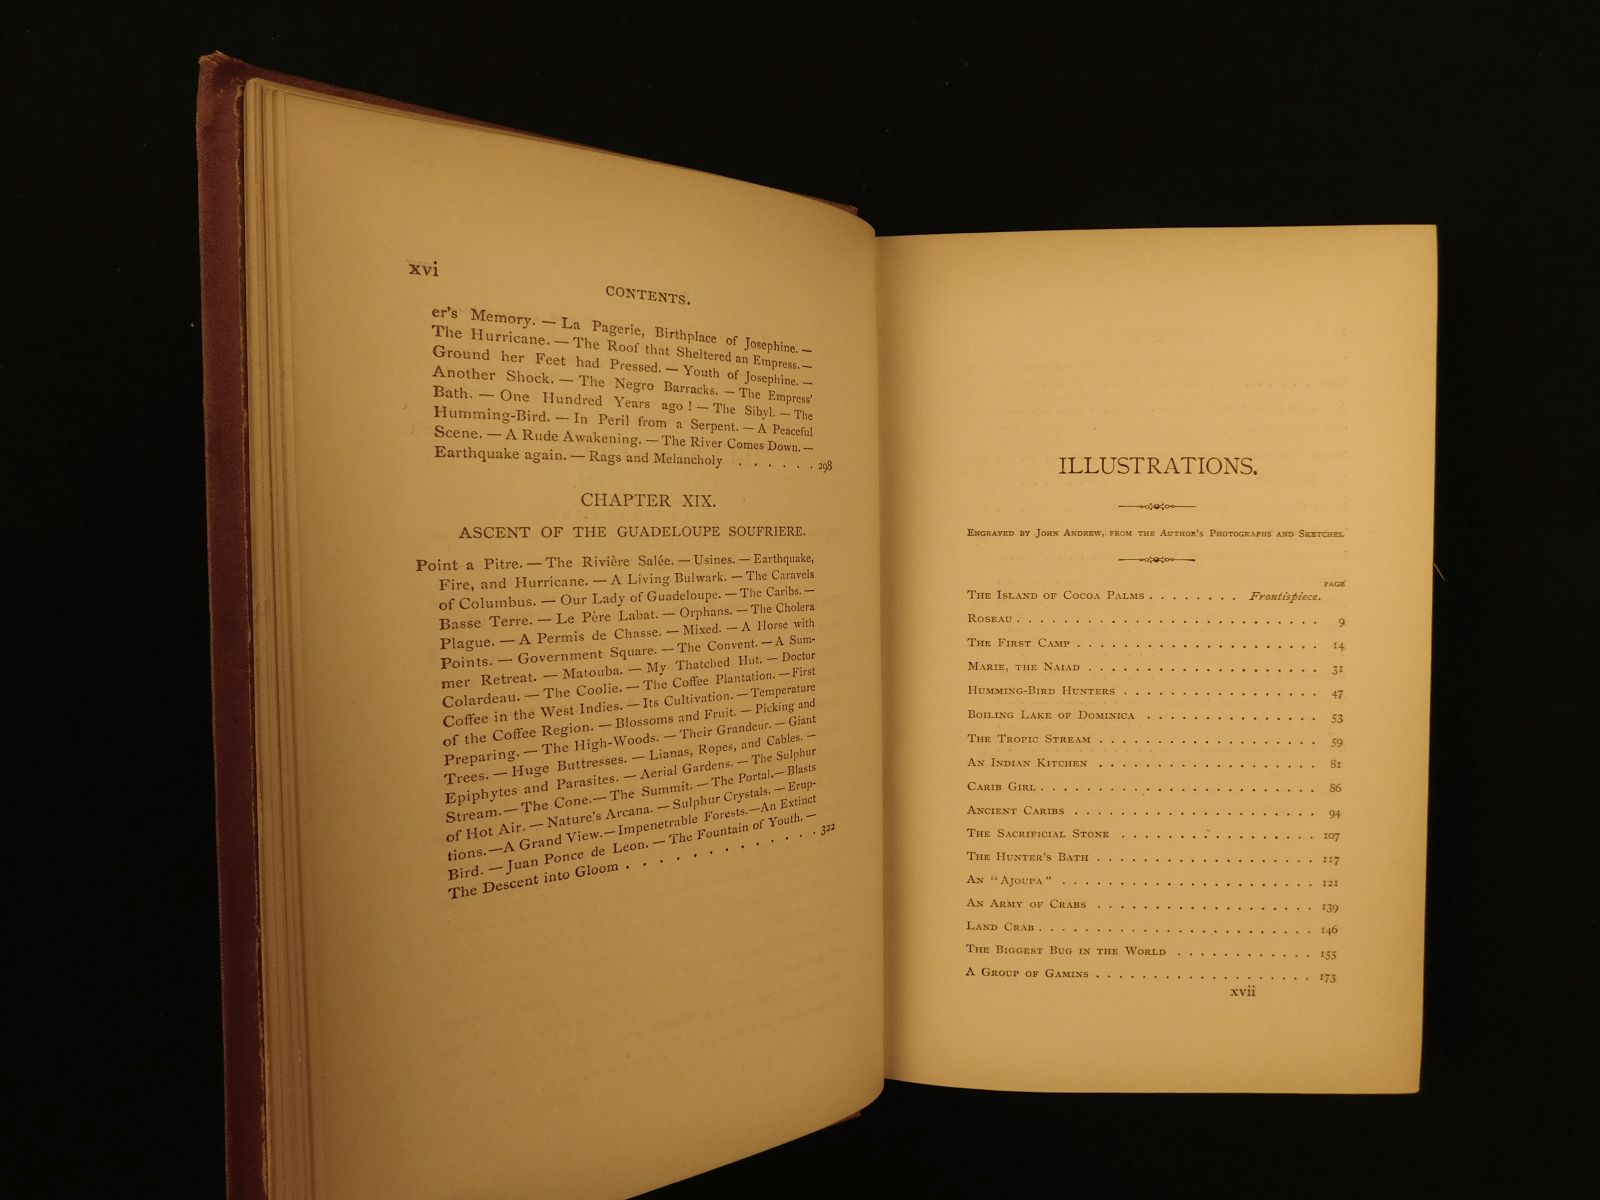 xvi
CONTENTS.
er's Memory. — La Pagerie, Birthplace of Josephine. —
The Hurricane. — The Roof that Sheltered an Empress. —
Ground her Feet had Pressed. — Youth of Josephine. —
Another Shock. — The Negro Barracks. — The Empress'
Bath. — One Hundred Years ago! — The Sibyl. — The
Humming-Bird. — In Peril from a Serpent. — A Peaceful
Scene. — A Rude Awakening. — The River Comes Down. —
Earthquake again. — Rags and Melancholy . . . . . . 298
CHAPTER XIX.
ASCENT OF THE GUADELOUPE SOUFRIERE.
Point a Pitre. — The Rivière Salée. — Usines. — Earthquake,
Fire, and Hurricane. — A Living Bulwark. — The Caravels
of Columbus. — Our Lady of Guadeloupe. — The Caribs. —
Basse Terre. — Le Père Labat. — Orphans. — The Cholera
Plague. — A Permis de Chasse. — Mixed. — A Horse with
Points. — Government Square. — The Convent. — A Sum-
mer Retreat. — Matouba. — My Thatched Hut. — Doctor
Colardeau. — The Coolie. — The Coffee Plantation. — First
Coffee in the West Indies. — Its Cultivation. — Temperature
of the Coffee Region. — Blossoms and Fruit. — Picking and
Preparing. — The High-Woods. — Their Grandeur. — Giant
Trees. — Huge Buttresses. — Lianas, Ropes, and Cables. —
Epiphytes and Parasites. — Aerial Gardens. — The Sulphur
Stream. — The Cone. — The Summit. — The Portal. — Blasts
of Hot Air. — Nature's Arcana. — Sulphur Crystals. — Erup-
tions. — A Grand View. — Impenetrable Forests. — An Extinct
Bird. — Juan Ponce de Leon. — The Fountain of Youth. —
The Descent into Gloom . . . . . . . . . . . . 322
ILLUSTRATIONS.
Engraved by John Andrew, from the Author's Photographs and Sketches.
PAGE
The Island of Cocoa Palms . . . . . . . . Frontispiece.
Roseau . . . . . . . . . . . . . . . . . . . . . . . . 9
The First Camp . . . . . . . . . . . . . . . . . . . 14
Marie, the Naiad . . . . . . . . . . . . . . . . . . 31
Humming-Bird Hunters . . . . . . . . . . . . . . . 47
Boiling Lake of Dominica . . . . . . . . . . . . . 53
The Tropic Stream . . . . . . . . . . . . . . . . . 59
An Indian Kitchen . . . . . . . . . . . . . . . . . 81
Carib Girl . . . . . . . . . . . . . . . . . . . . . . 86
Ancient Caribs . . . . . . . . . . . . . . . . . . . 94
The Sacrificial Stone . . . . . . . . . . . . . . . 107
The Hunter's Bath . . . . . . . . . . . . . . . . . 117
An "Ajoupa" . . . . . . . . . . . . . . . . . . . . 121
An Army of Crabs . . . . . . . . . . . . . . . . . 139
Land Crab . . . . . . . . . . . . . . . . . . . . . . 146
The Biggest Bug in the World . . . . . . . . . . . 155
A Group of Gamins . . . . . . . . . . . . . . . . . 173
xvii